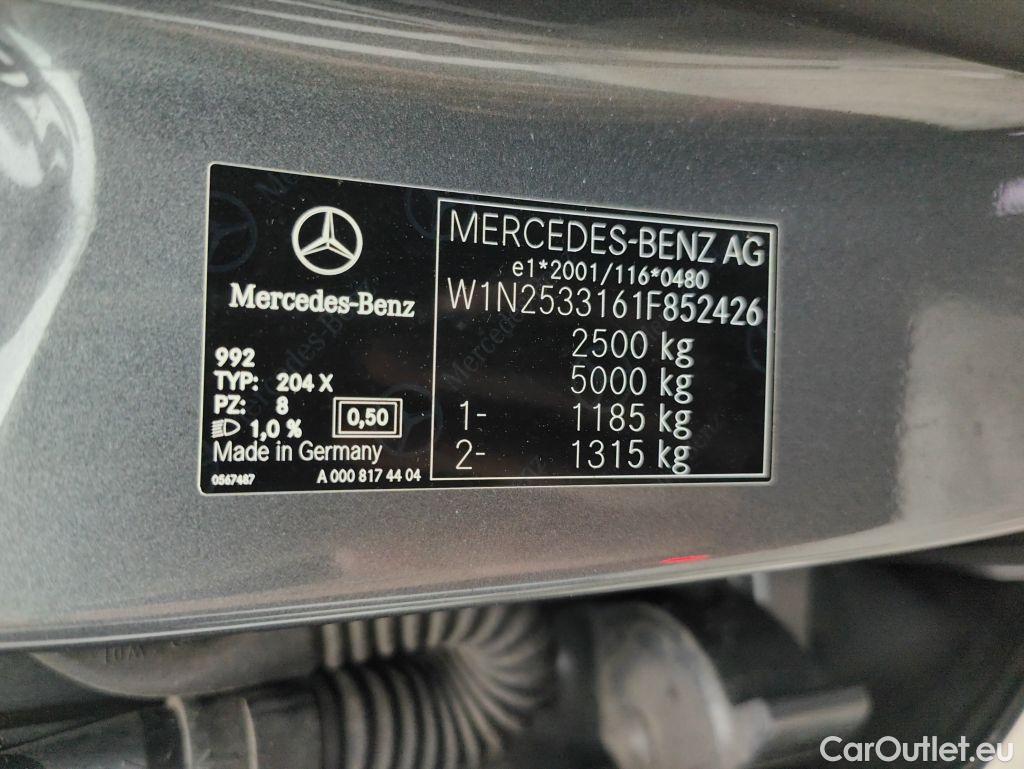 Mercedes-Benz
992
TYP: 204 X
PZ: 8
1,0 %
0,50
Made in Germany
0567487
A 000 817 44 04
MERCEDES-BENZ AG
e1*2001/116*0480
W1N2533161F852426
2500 kg
5000 kg
1- 1185 kg
2- 1315 kg
CarOutlet.eu